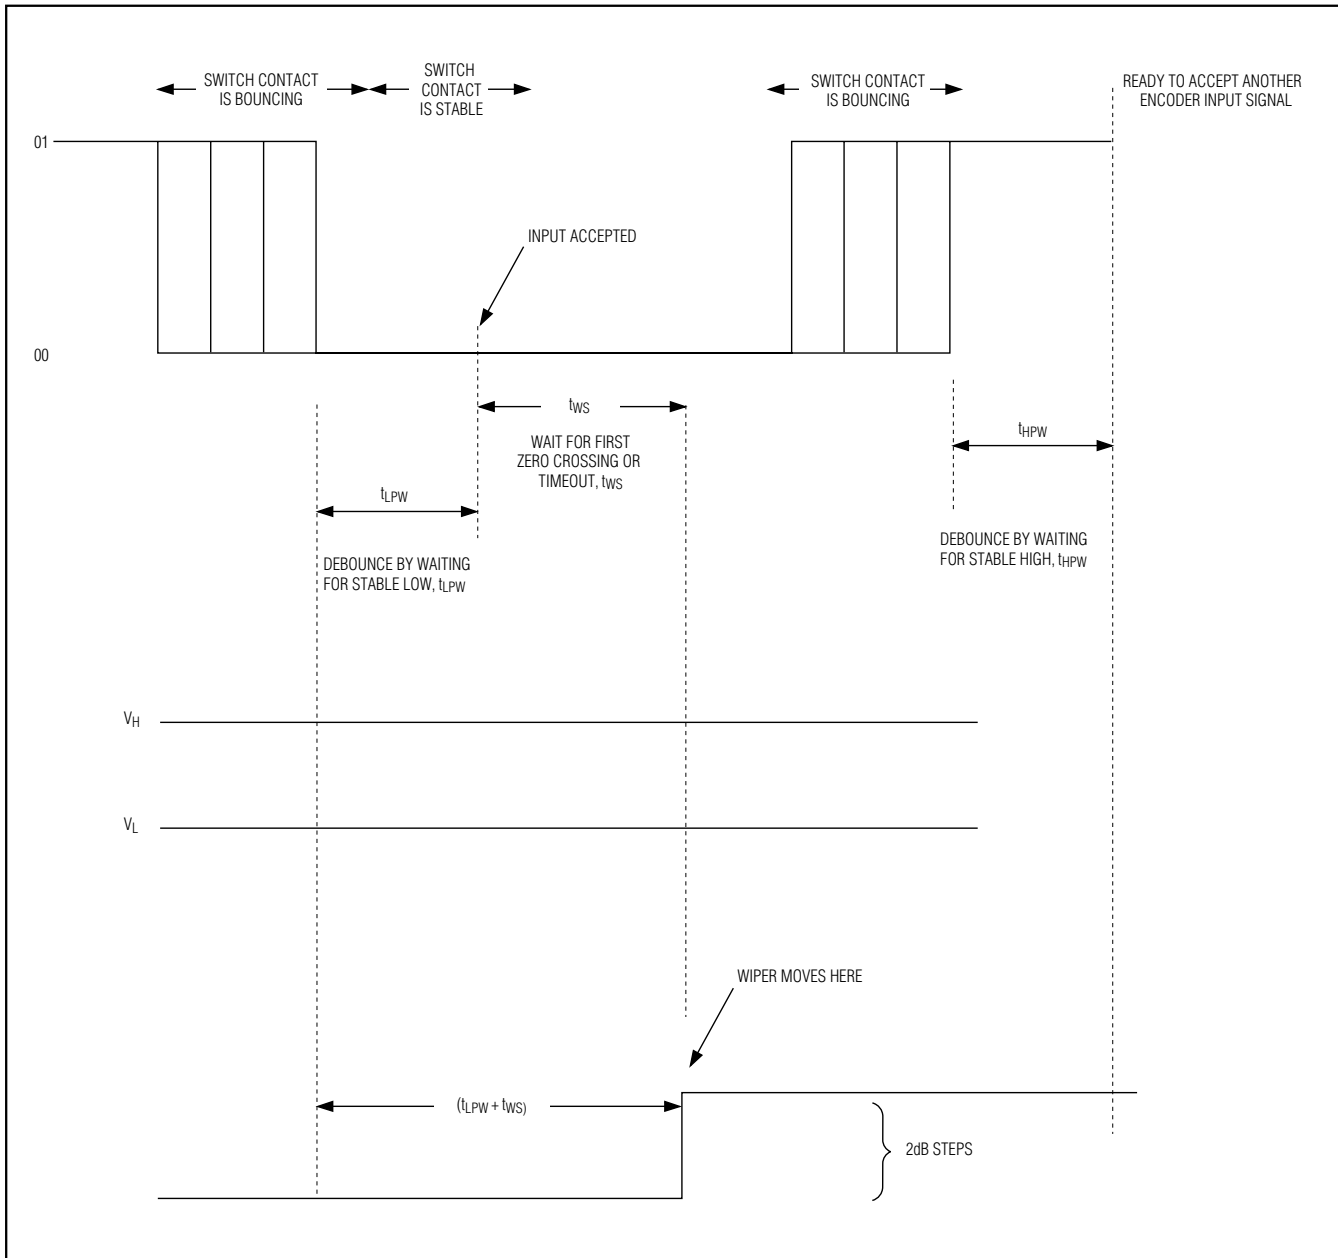 SWITCH CONTACT
IS BOUNCING
SWITCH
CONTACT
IS STABLE
SWITCH CONTACT
IS BOUNCING
READY TO ACCEPT ANOTHER
ENCODER INPUT SIGNAL
01
INPUT ACCEPTED
00
tWS
WAIT FOR FIRST
ZERO CROSSING OR
TIMEOUT, tWS
tHPW
tLPW
DEBOUNCE BY WAITING
FOR STABLE HIGH, tHPW
DEBOUNCE BY WAITING
FOR STABLE LOW, tLPW
VH
VL
WIPER MOVES HERE
(tLPW + tWS)
2dB STEPS